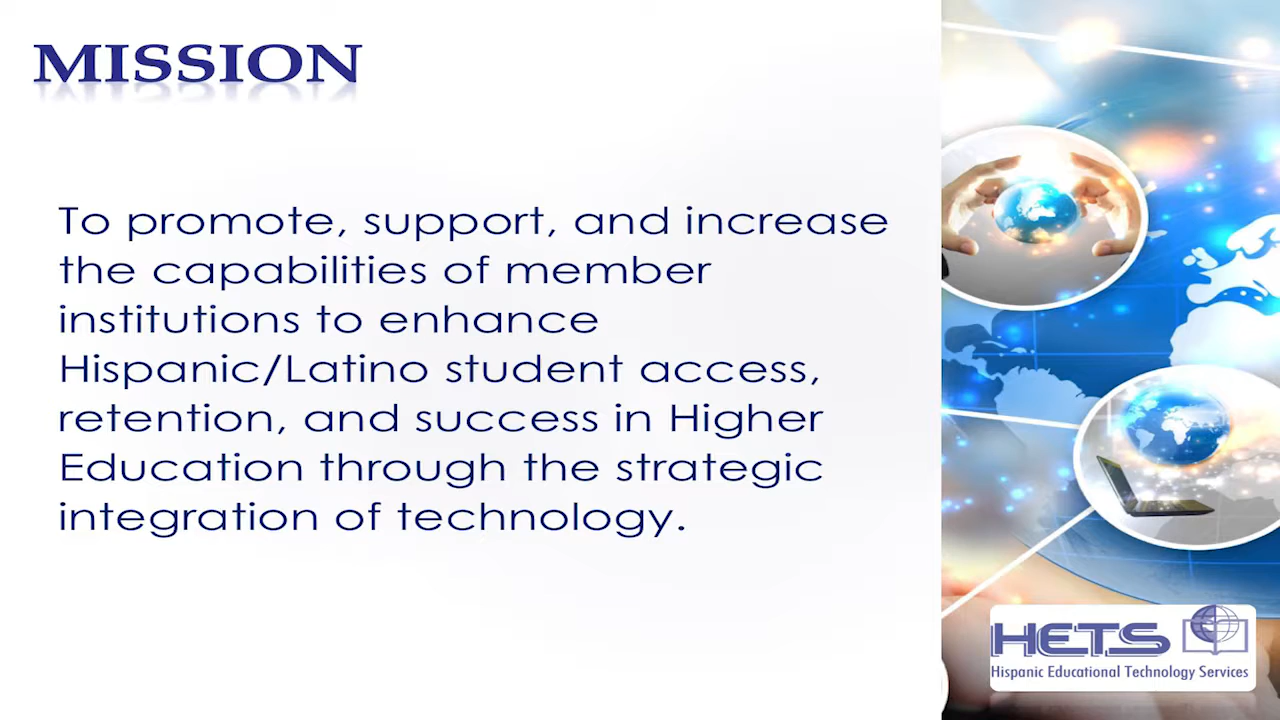 MISSION
To promote, support, and increase
the capabilities of member
institutions to enhance
Hispanic/Latino student access,
retention, and success in Higher
Education through the strategic
integration of technology.
HETS
Hispanic Educational Technology Services